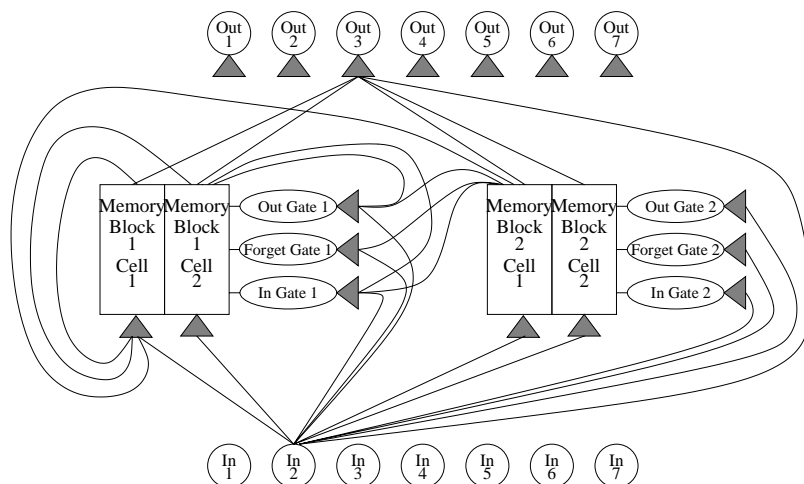 Out 1
Out 2
Out 3
Out 4
Out 5
Out 6
Out 7
Memory Block 1 Cell 1
Memory Block 1 Cell 2
Out Gate 1
Forget Gate 1
In Gate 1
Memory Block 2 Cell 1
Memory Block 2 Cell 2
Out Gate 2
Forget Gate 2
In Gate 2
In 1
In 2
In 3
In 4
In 5
In 6
In 7